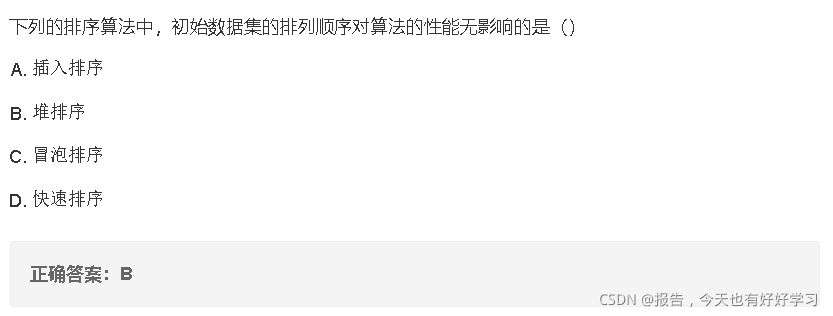 下列的排序算法中，初始数据集的排列顺序对算法的性能无影响的是（）
A. 插入排序
B. 堆排序
C. 冒泡排序
D. 快速排序
正确答案：B
CSDN @报告，今天也有好好学习